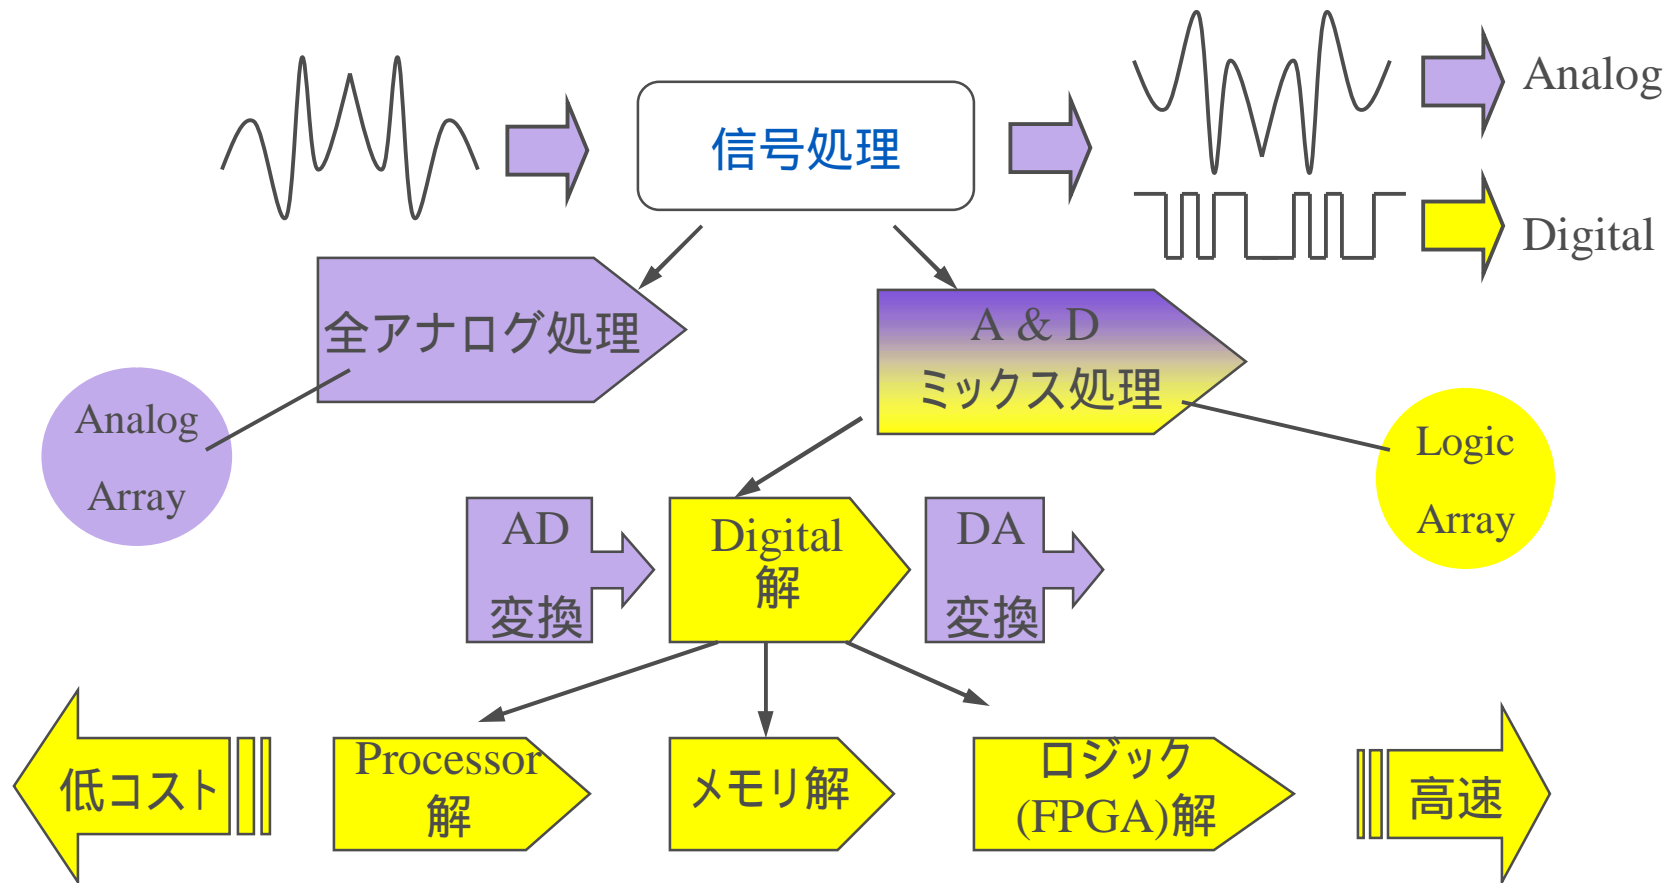 信号処理
Analog
Digital
全アナログ処理
A & D
ミックス処理
Analog
Array
Logic
Array
AD
変換
Digital
解
DA
変換
低コスト
Processor
解
メモリ解
ロジック
(FPGA)解
高速